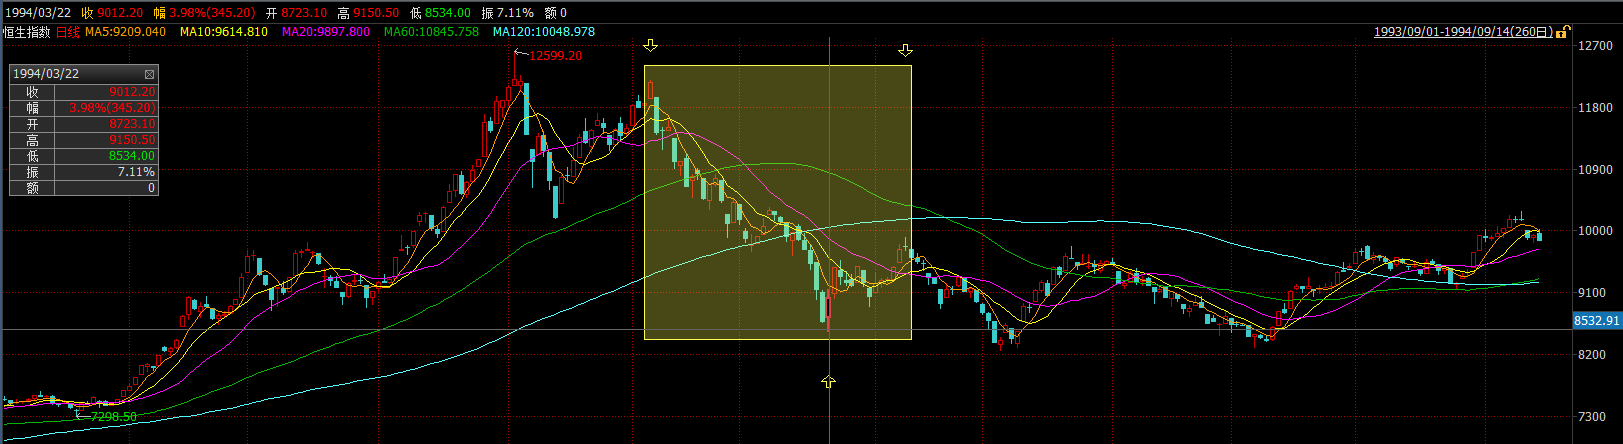 1994/03/22 收 9012.20 幅 3.98%(345.20) 开 8723.10 高 9150.50 低 8534.00 振 7.11% 额 0
恒生指数 日线 MA5:9209.040 MA10:9614.810 MA20:9897.800 MA60:10845.758 MA120:10048.978 1993/09/01-1994/09/14(260日)
12700
12599.20
1994/03/22
收 9012.20
幅 3.98%(345.20)
开 8723.10
高 9150.50
低 8534.00
振 7.11%
额 0
11800
10900
10000
9100
8532.91
8200
7298.50
7300